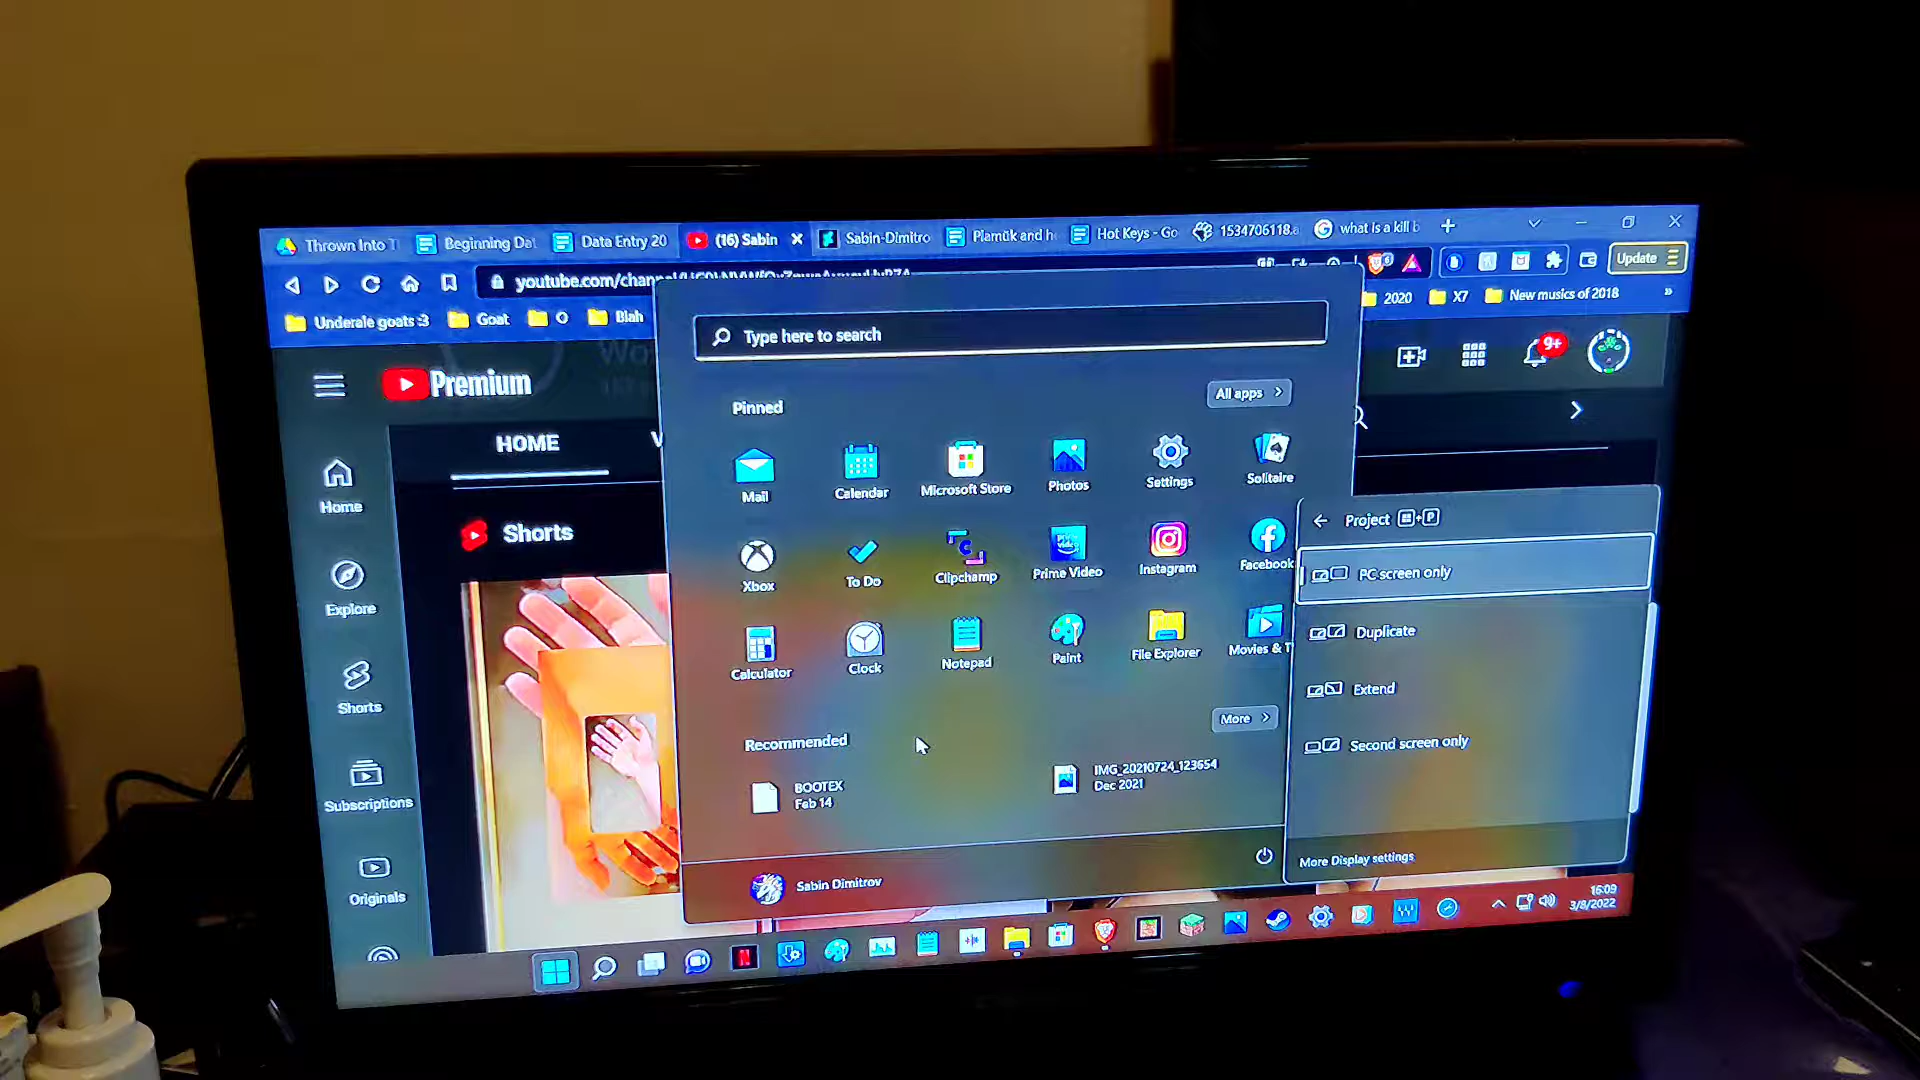 Thrown Into T
Beginning Dat
Data Entry 20
(16) Sabin
Sabin-Dimitro
Plamük and h
Hot Keys - Go
1534706118.a
what is a kill b
youtube.com/chan
Update
Underale goats :3
Goat
O
Blah
2020
X7
New musics of 2018
»
Premium
9+
HOME
Home
Explore
Shorts
Subscriptions
Originals
Shorts
Type here to search
Pinned
All apps >
Mail
Calendar
Microsoft Store
Photos
Settings
Solitaire
Xbox
To Do
Clipchamp
Prime Video
Instagram
Facebook
Calculator
Clock
Notepad
Paint
File Explorer
Movies & T
Recommended
More >
BOOTEX
Feb 14
IMG_20210724_123654
Dec 2021
Sabin Dimitrov
Project +P
PC screen only
Duplicate
Extend
Second screen only
More Display settings
16:09
3/8/2022